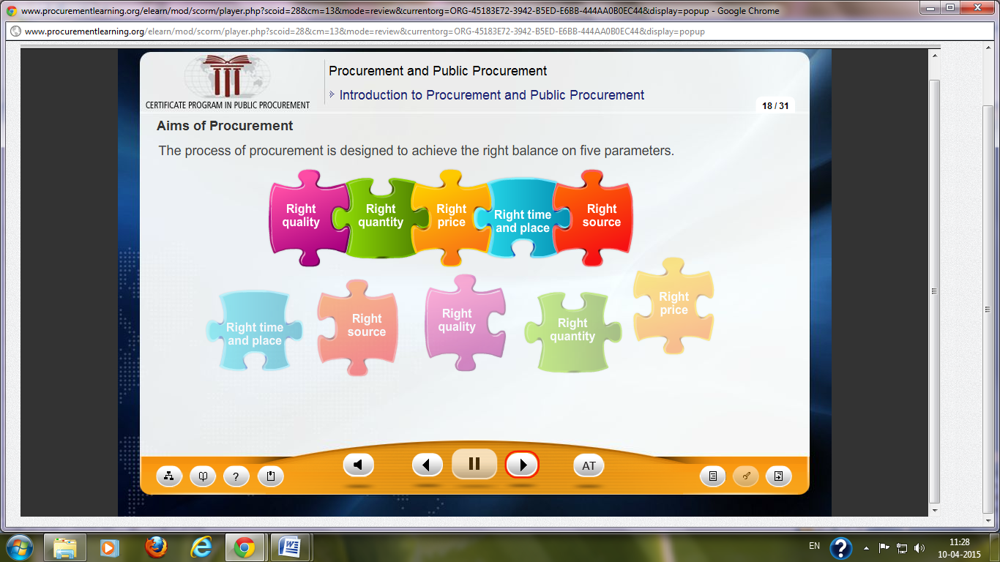 www.procurementlearning.org/elearn/mod/scorm/player.php?scoid=28&cm=13&mode=review&currentorg=ORG-45183E72-3942-B5ED-E6BB-444AA0B0EC44&display=popup - Google Chrome
www.procurementlearning.org/elearn/mod/scorm/player.php?scoid=28&cm=13&mode=review&currentorg=ORG-45183E72-3942-B5ED-E6BB-444AA0B0EC44&display=popup
CERTIFICATE PROGRAM IN PUBLIC PROCUREMENT
Procurement and Public Procurement
Introduction to Procurement and Public Procurement
18 / 31
Aims of Procurement
The process of procurement is designed to achieve the right balance on five parameters.
Right
quality
Right
quantity
Right
price
Right time
and place
Right
source
Right time
and place
Right
source
Right
quality
Right
quantity
Right
price
?
AT
EN
?
11:28
10-04-2015